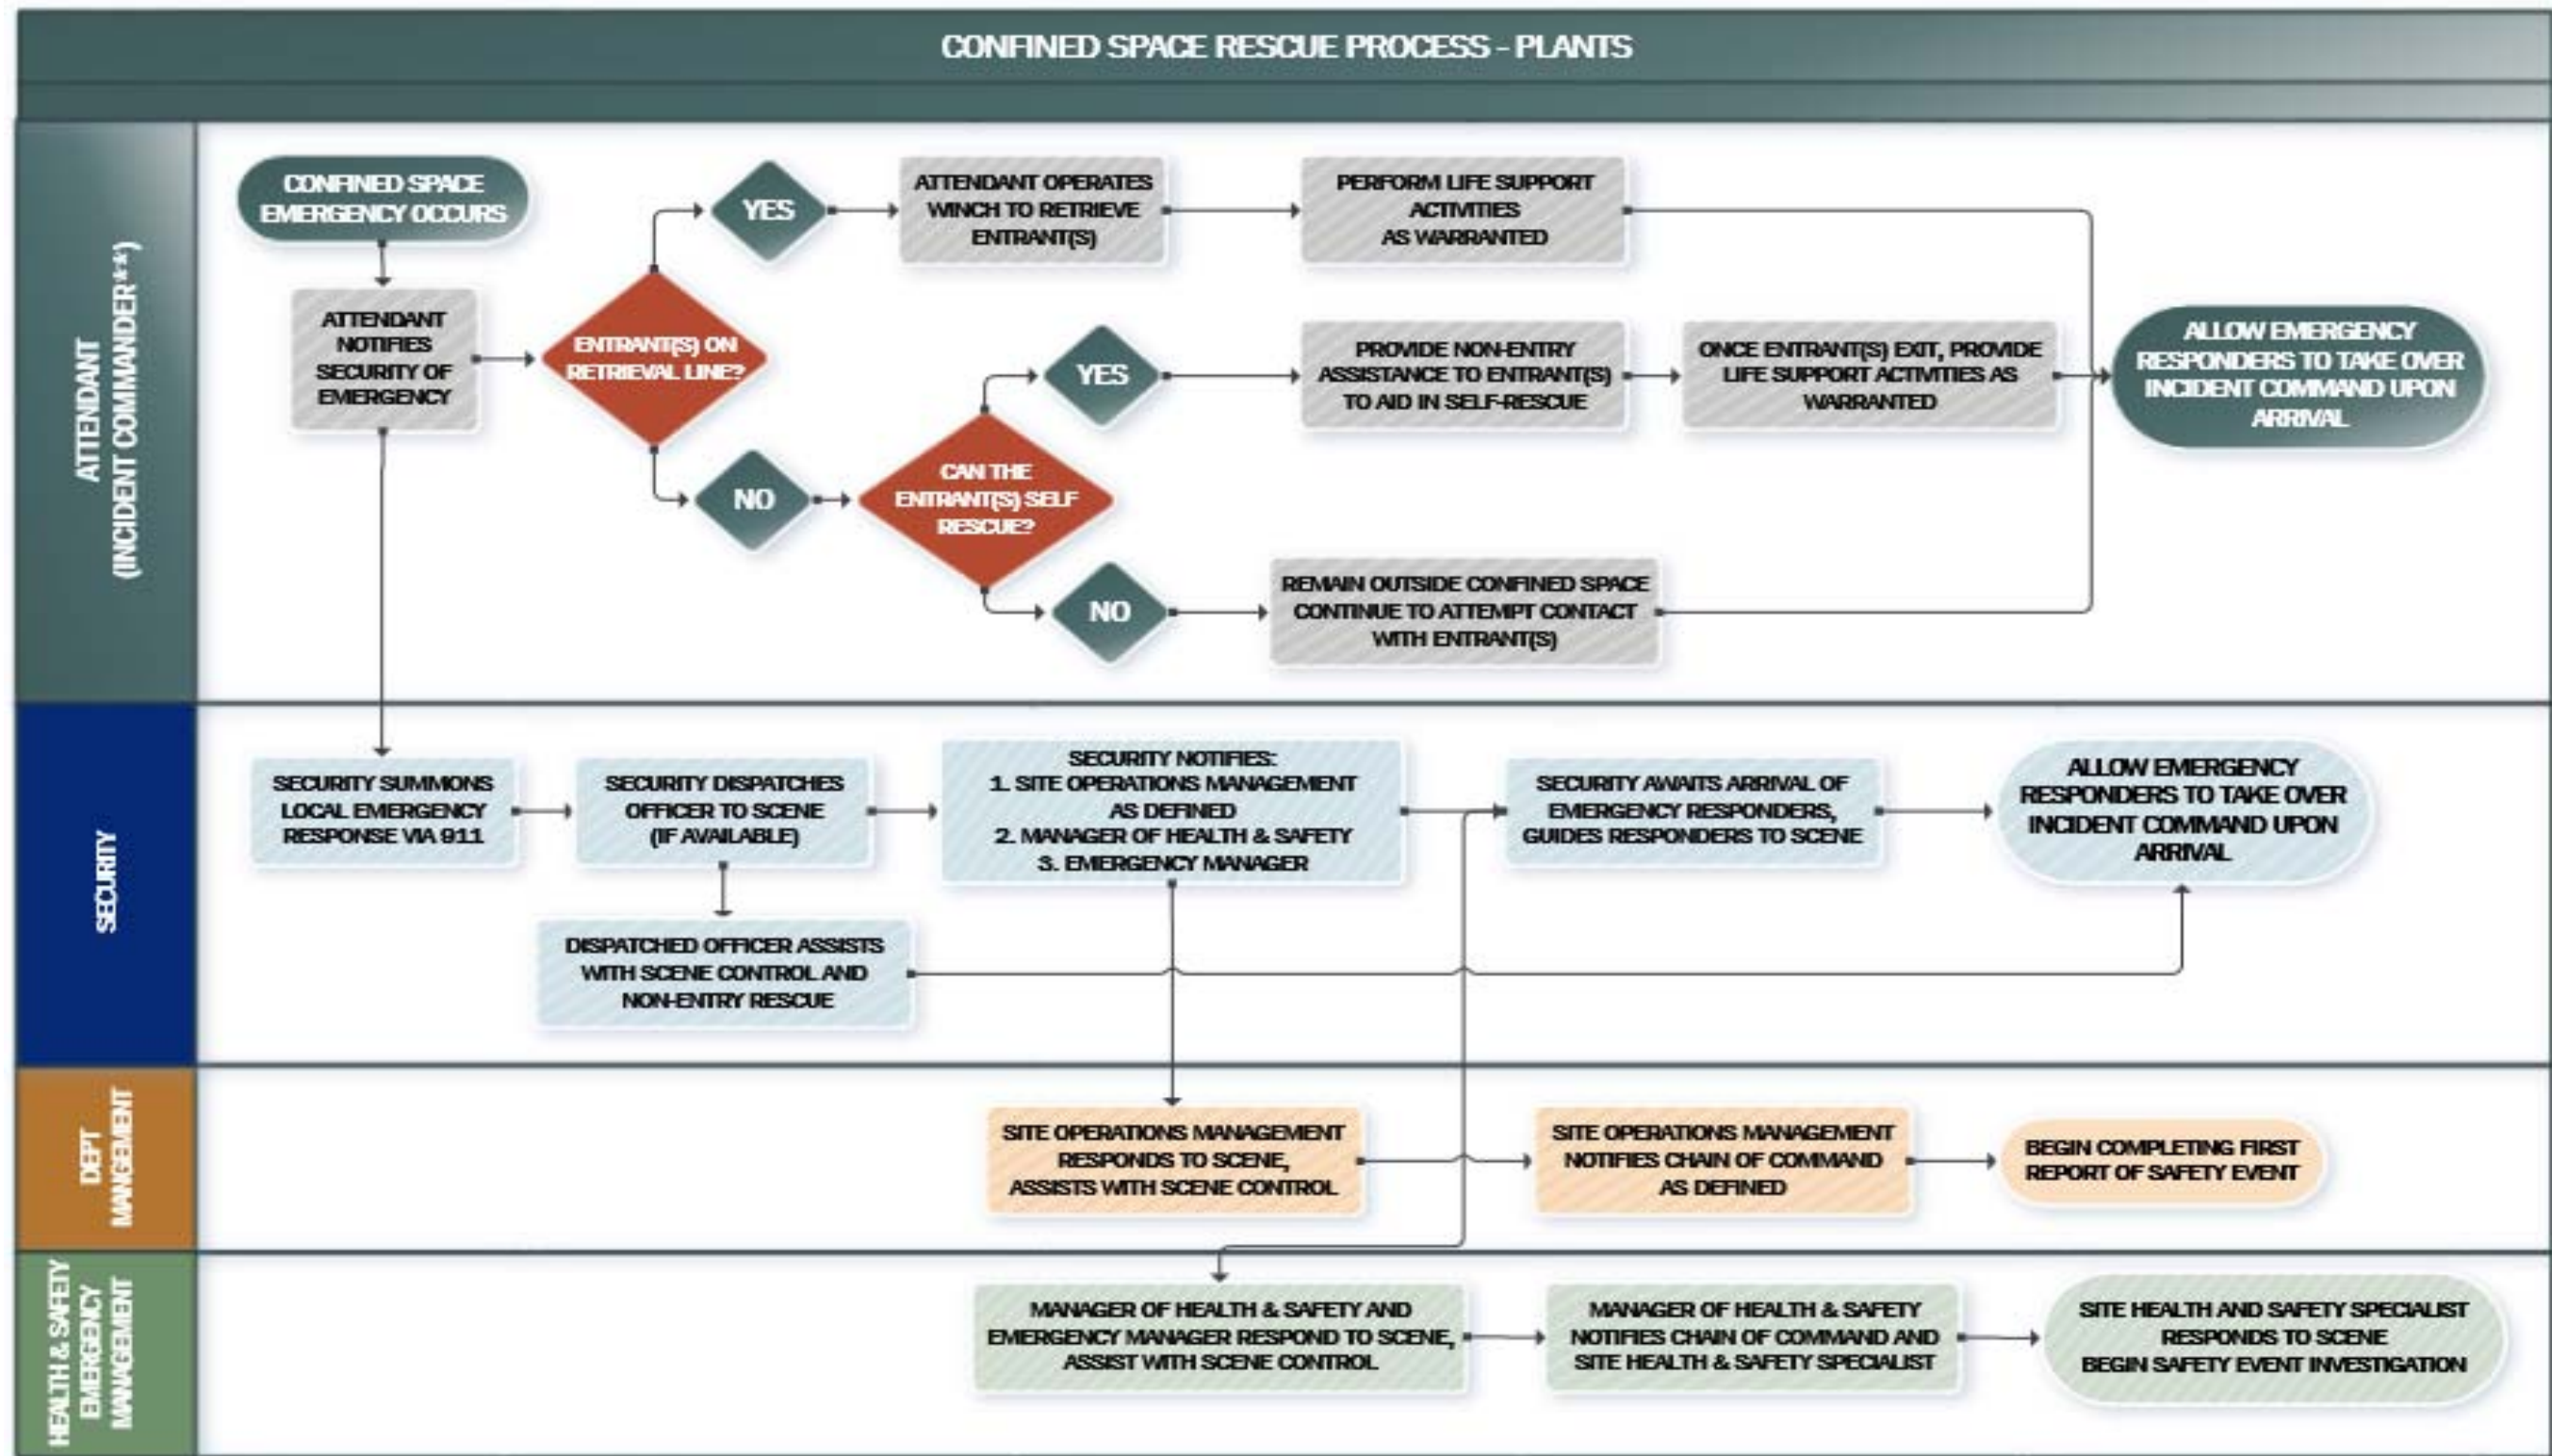 CONFINED SPACE RESCUE PROCESS - PLANTS
ATTENDANT
(INCIDENT COMMANDER**)
CONFINED SPACE
EMERGENCY OCCURS
ATTENDANT
NOTIFIES
SECURITY OF
EMERGENCY
ENTRANT(S) ON
RETRIEVAL LINE?
YES
ATTENDANT OPERATES
WINCH TO RETRIEVE
ENTRANT(S)
PERFORM LIFE SUPPORT
ACTIVITIES
AS WARRANTED
NO
CAN THE
ENTRANT(S) SELF
RESCUE?
YES
PROVIDE NON-ENTRY
ASSISTANCE TO ENTRANT(S)
TO AID IN SELF-RESCUE
ONCE ENTRANT(S) EXIT, PROVIDE
LIFE SUPPORT ACTIVITIES AS
WARRANTED
NO
REMAIN OUTSIDE CONFINED SPACE
CONTINUE TO ATTEMPT CONTACT
WITH ENTRANT(S)
ALLOW EMERGENCY
RESPONDERS TO TAKE OVER
INCIDENT COMMAND UPON
ARRIVAL
SECURITY
SECURITY SUMMONS
LOCAL EMERGENCY
RESPONSE VIA 911
SECURITY DISPATCHES
OFFICER TO SCENE
(IF AVAILABLE)
SECURITY NOTIFIES:
1. SITE OPERATIONS MANAGEMENT
AS DEFINED
2. MANAGER OF HEALTH & SAFETY
3. EMERGENCY MANAGER
SECURITY AWAITS ARRIVAL OF
EMERGENCY RESPONDERS,
GUIDES RESPONDERS TO SCENE
ALLOW EMERGENCY
RESPONDERS TO TAKE OVER
INCIDENT COMMAND UPON
ARRIVAL
DISPATCHED OFFICER ASSISTS
WITH SCENE CONTROL AND
NON-ENTRY RESCUE
DEPT
MANGEMENT
SITE OPERATIONS MANAGEMENT
RESPONDS TO SCENE,
ASSISTS WITH SCENE CONTROL
SITE OPERATIONS MANAGEMENT
NOTIFIES CHAIN OF COMMAND
AS DEFINED
BEGIN COMPLETING FIRST
REPORT OF SAFETY EVENT
HEALTH & SAFETY
EMERGENCY
MANAGEMENT
MANAGER OF HEALTH & SAFETY AND
EMERGENCY MANAGER RESPOND TO SCENE,
ASSIST WITH SCENE CONTROL
MANAGER OF HEALTH & SAFETY
NOTIFIES CHAIN OF COMMAND AND
SITE HEALTH & SAFETY SPECIALIST
SITE HEALTH AND SAFETY SPECIALIST
RESPONDS TO SCENE
BEGIN SAFETY EVENT INVESTIGATION